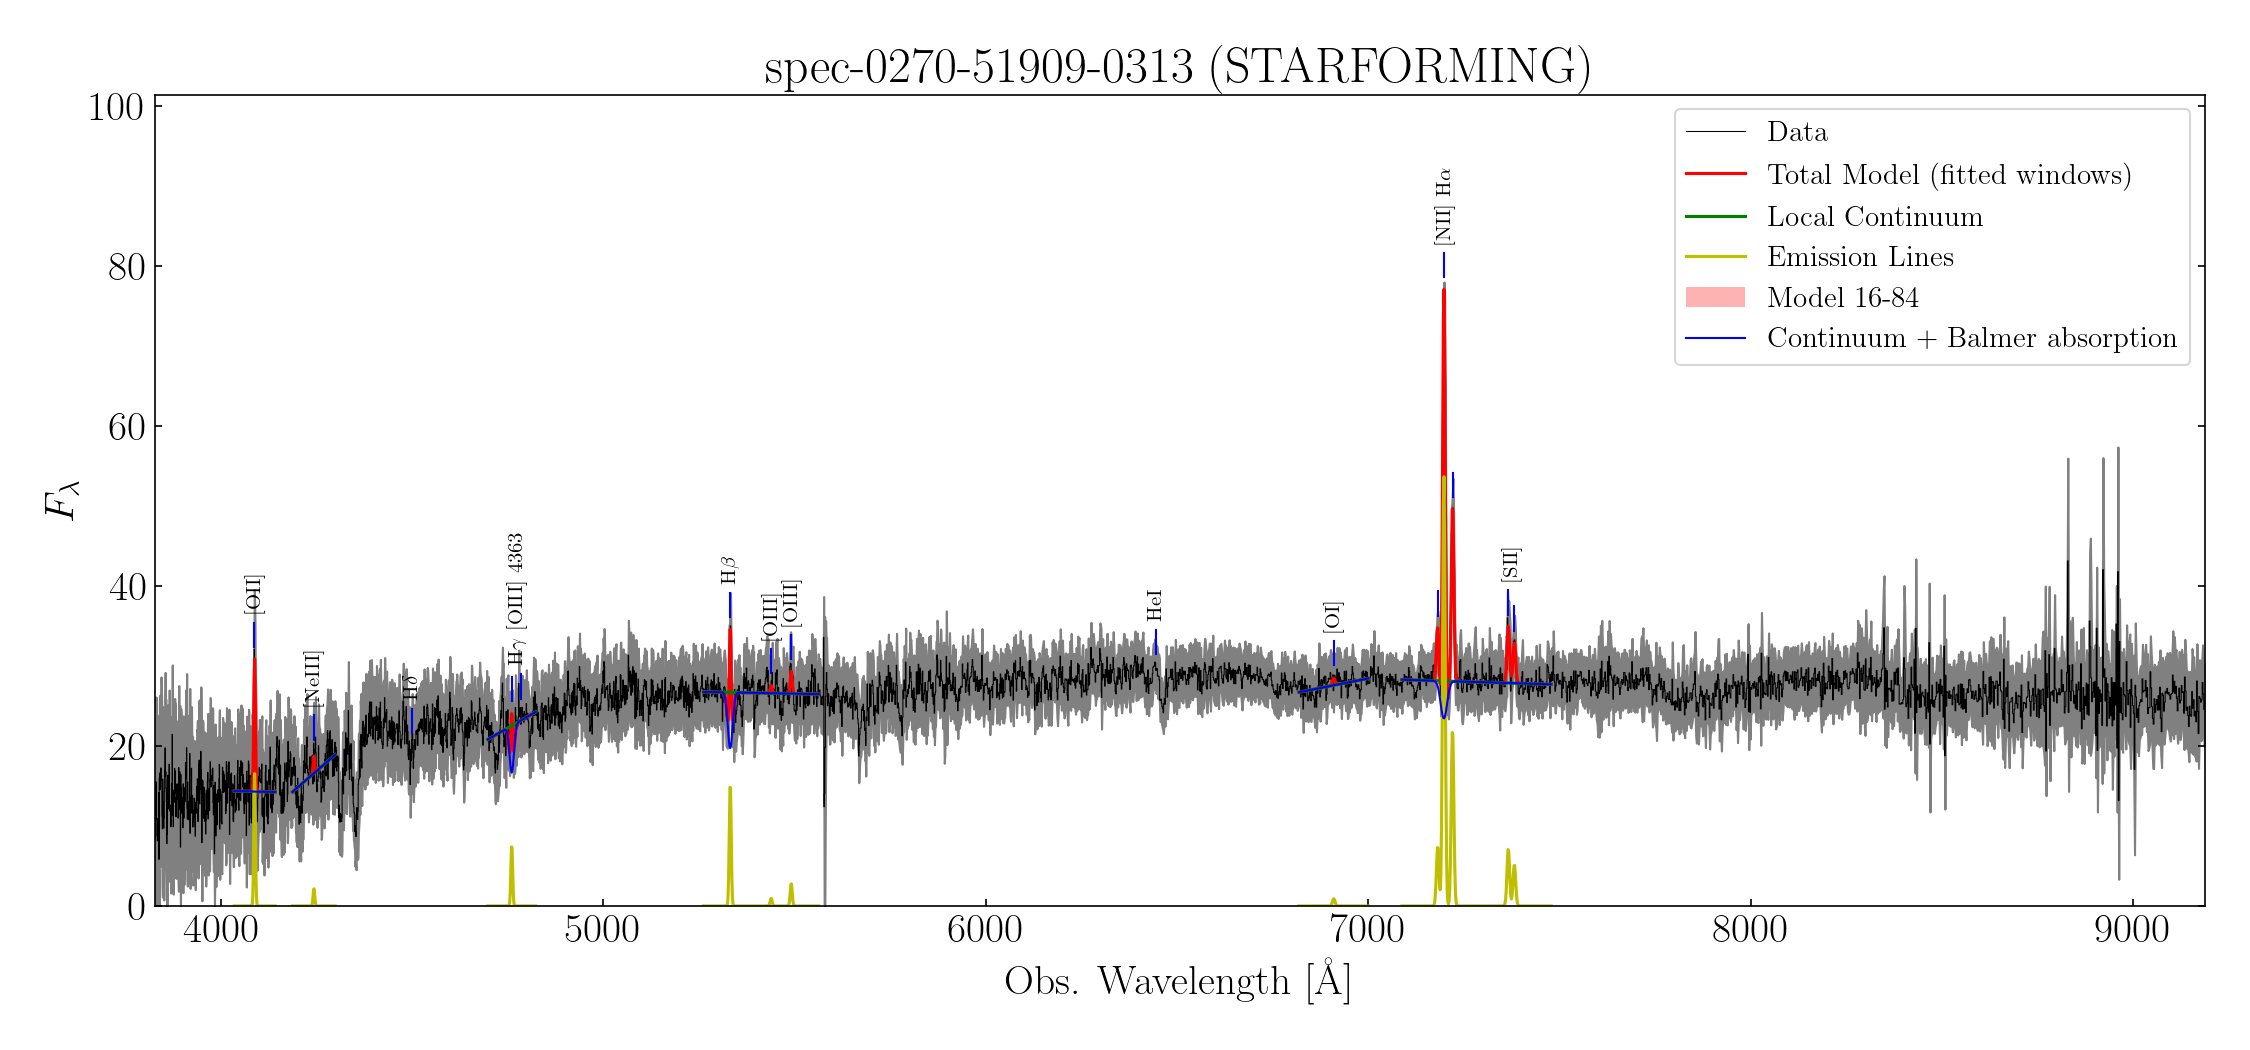 spec-0270-51909-0313 (STARFORMING)
Data
Total Model (fitted windows)
Local Continuum
Emission Lines
Model 16-84
Continuum + Balmer absorption
100
80
60
40
20
0
Fλ
[OII]
[NeIII]
Hδ
Hγ [OIII] 4363
Hβ
[OIII]
[OIII]
HeI
[OI]
[NII] Hα
[SII]
4000 5000 6000 7000 8000 9000
Obs. Wavelength [Å]